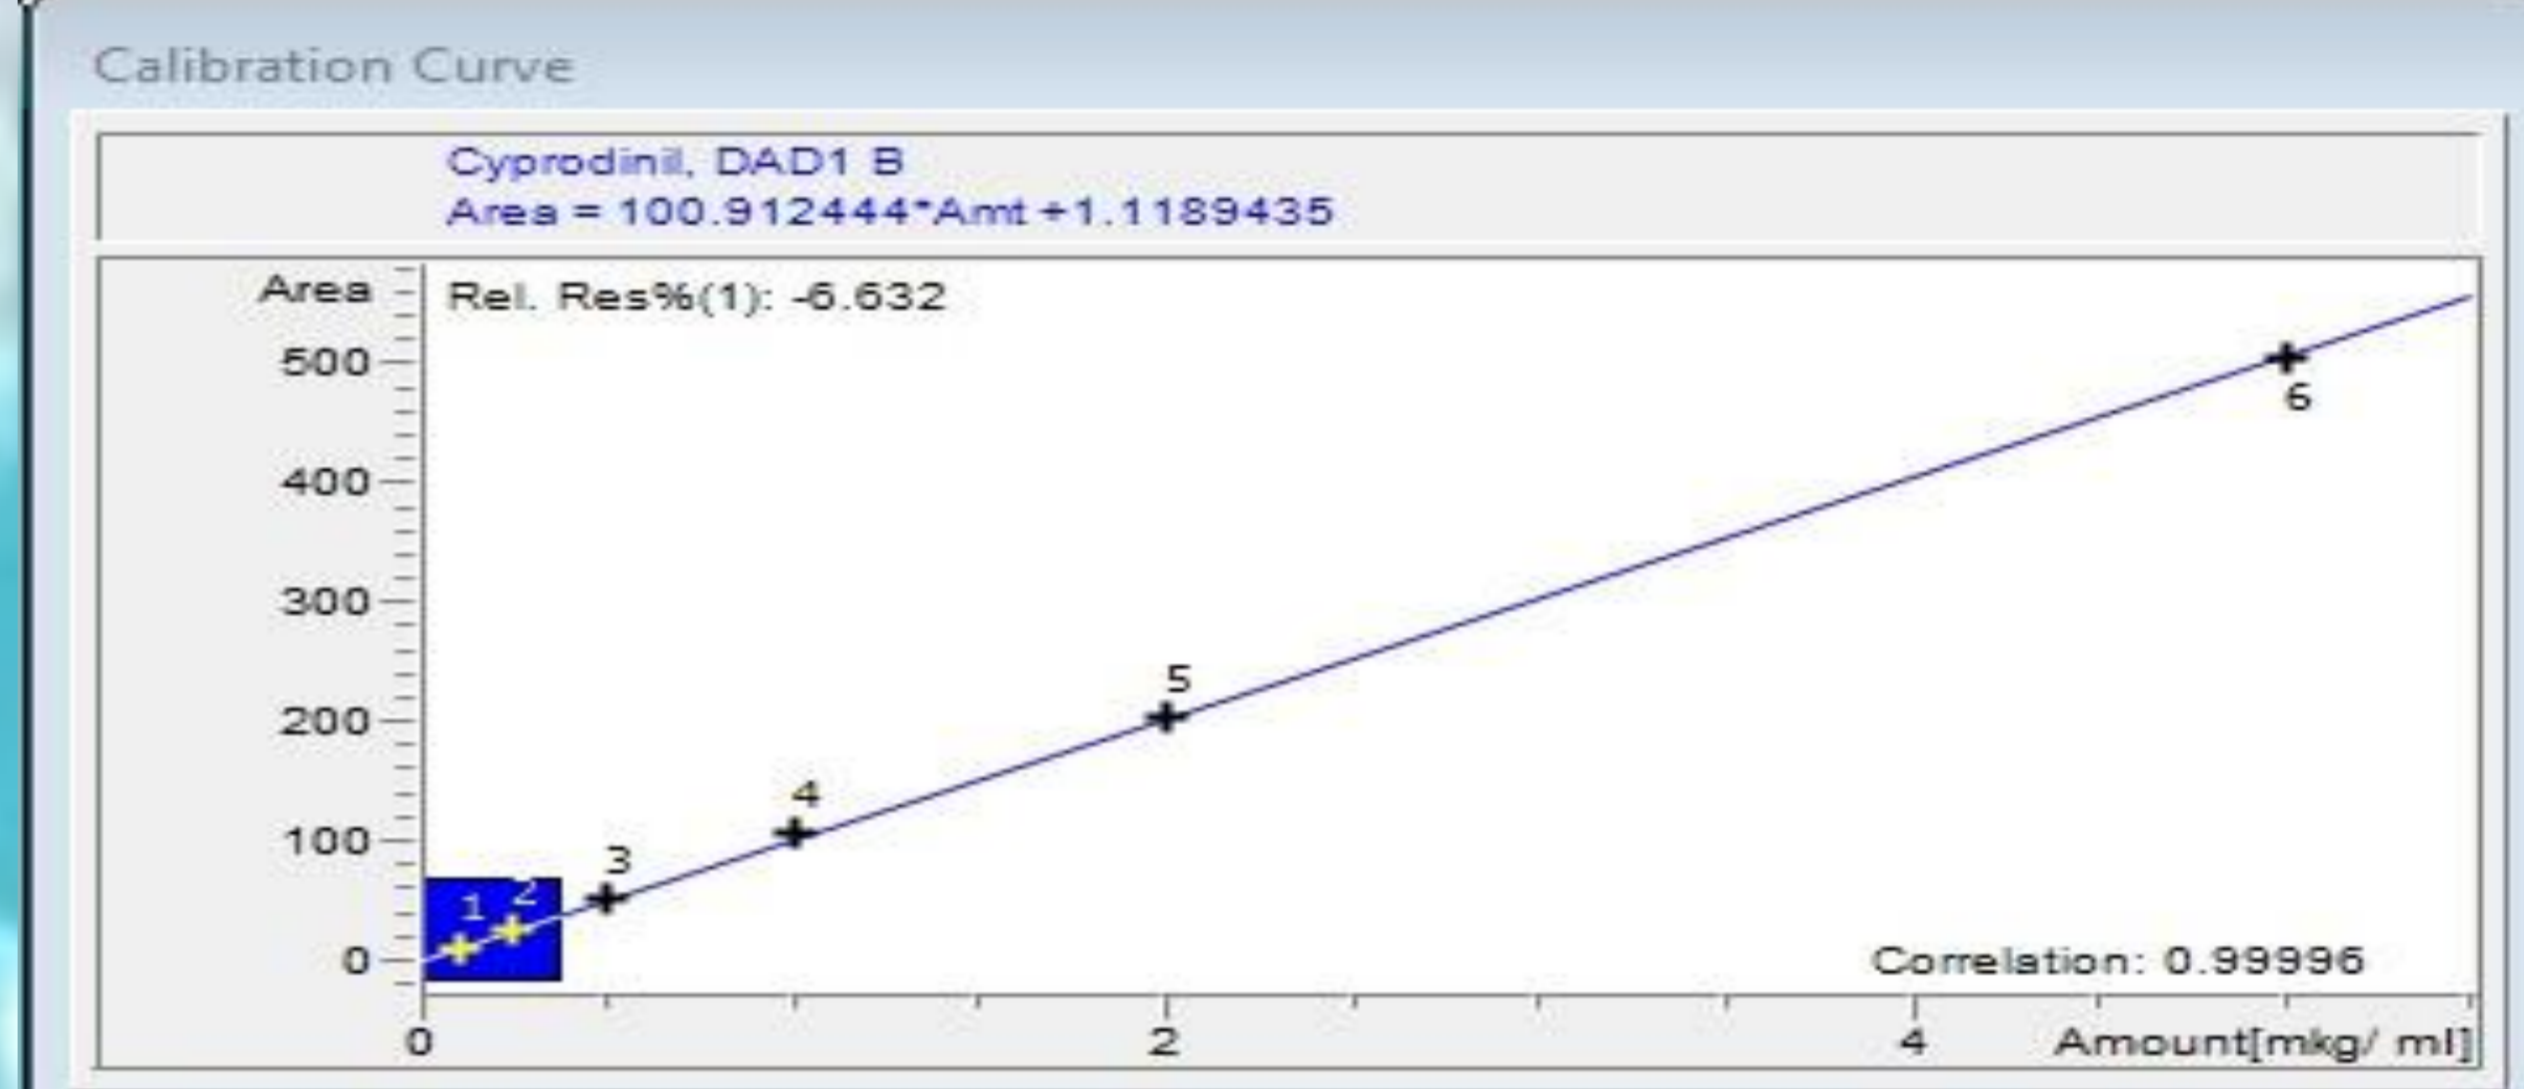 Calibration Curve
Cyprodinil, DAD1 B
Area = 100.912444*Amt +1.1189435
Area
Rel. Res%(1): -6.632
500
6
400
300
5
200
4
100
3
2
1
0
Correlation: 0.99996
0
2
4
Amount[mkg/ ml]